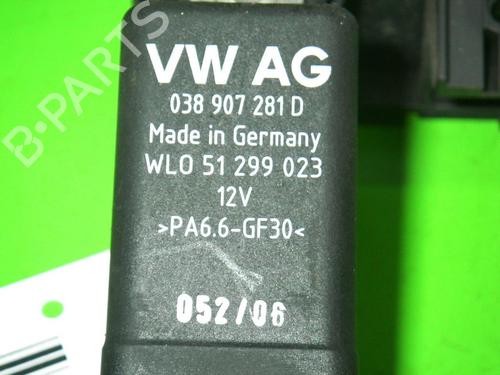 VW AG
038 907 281 D
Made in Germany
WLO 51 299 023
12V
>PA6.6-GF30<
052/06
B-PARTS